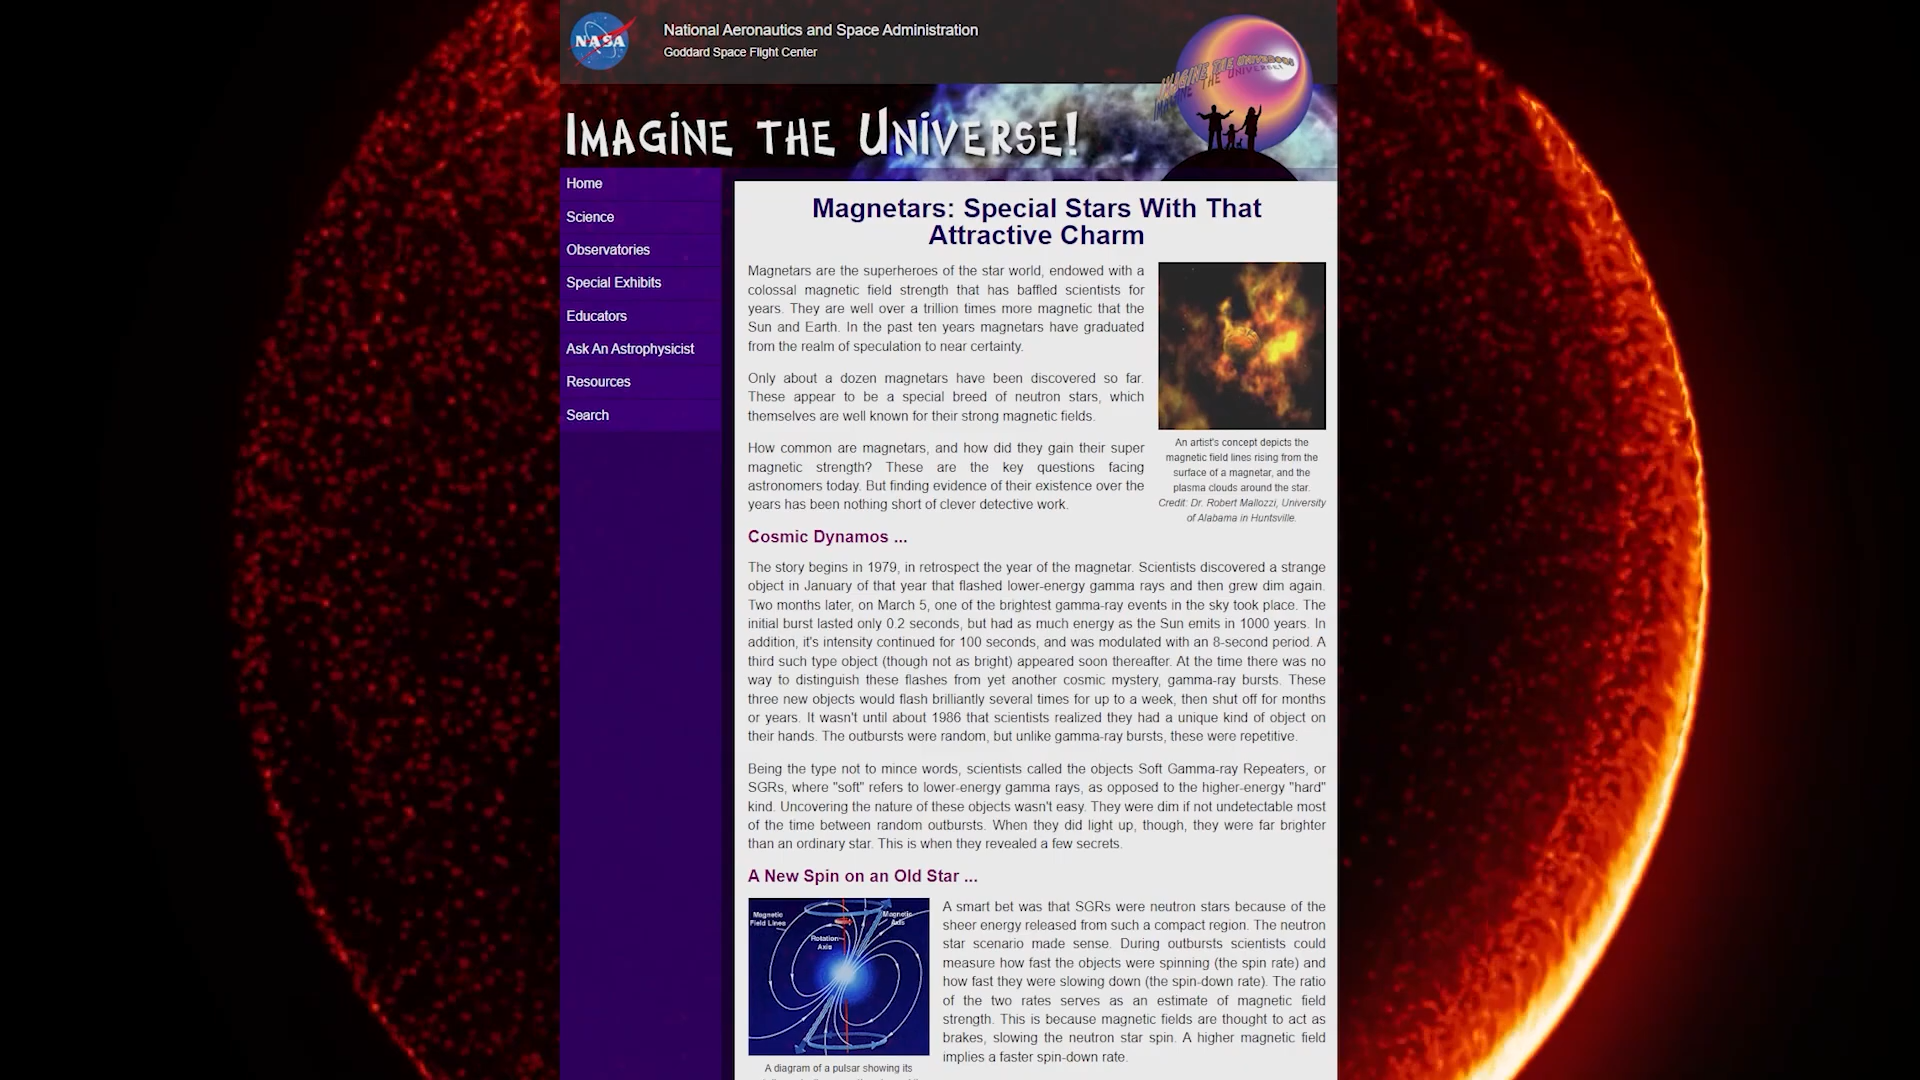 NASA
National Aeronautics and Space Administration
Goddard Space Flight Center
IMAGINE THE UNIVERSE!
IMAGINE THE UNIVERSE!
Home
Science
Observatories
Special Exhibits
Educators
Ask An Astrophysicist
Resources
Search
Magnetars: Special Stars With That
Attractive Charm
Magnetars are the superheroes of the star world, endowed with a
colossal magnetic field strength that has baffled scientists for
years. They are well over a trillion times more magnetic that the
Sun and Earth. In the past ten years magnetars have graduated
from the realm of speculation to near certainty.
Only about a dozen magnetars have been discovered so far.
These appear to be a special breed of neutron stars, which
themselves are well known for their strong magnetic fields.
How common are magnetars, and how did they gain their super
magnetic strength? These are the key questions facing
astronomers today. But finding evidence of their existence over the
years has been nothing short of clever detective work.
An artist's concept depicts the
magnetic field lines rising from the
surface of a magnetar, and the
plasma clouds around the star.
Credit: Dr. Robert Mallozzi, University
of Alabama in Huntsville.
Cosmic Dynamos ...
The story begins in 1979, in retrospect the year of the magnetar. Scientists discovered a strange
object in January of that year that flashed lower-energy gamma rays and then grew dim again.
Two months later, on March 5, one of the brightest gamma-ray events in the sky took place. The
initial burst lasted only 0.2 seconds, but had as much energy as the Sun emits in 1000 years. In
addition, it's intensity continued for 100 seconds, and was modulated with an 8-second period. A
third such type object (though not as bright) appeared soon thereafter. At the time there was no
way to distinguish these flashes from yet another cosmic mystery, gamma-ray bursts. These
three new objects would flash brilliantly several times for up to a week, then shut off for months
or years. It wasn't until about 1986 that scientists realized they had a unique kind of object on
their hands. The outbursts were random, but unlike gamma-ray bursts, these were repetitive.
Being the type not to mince words, scientists called the objects Soft Gamma-ray Repeaters, or
SGRs, where "soft" refers to lower-energy gamma rays, as opposed to the higher-energy "hard"
kind. Uncovering the nature of these objects wasn't easy. They were dim if not undetectable most
of the time between random outbursts. When they did light up, though, they were far brighter
than an ordinary star. This is when they revealed a few secrets.
A New Spin on an Old Star ...
Magnetic
Field Lines
Magnetic
Axis
Rotation
Axis
A diagram of a pulsar showing its
A smart bet was that SGRs were neutron stars because of the
sheer energy released from such a compact region. The neutron
star scenario made sense. During outbursts scientists could
measure how fast the objects were spinning (the spin rate) and
how fast they were slowing down (the spin-down rate). The ratio
of the two rates serves as an estimate of magnetic field
strength. This is because magnetic fields are thought to act as
brakes, slowing the neutron star spin. A higher magnetic field
implies a faster spin-down rate.